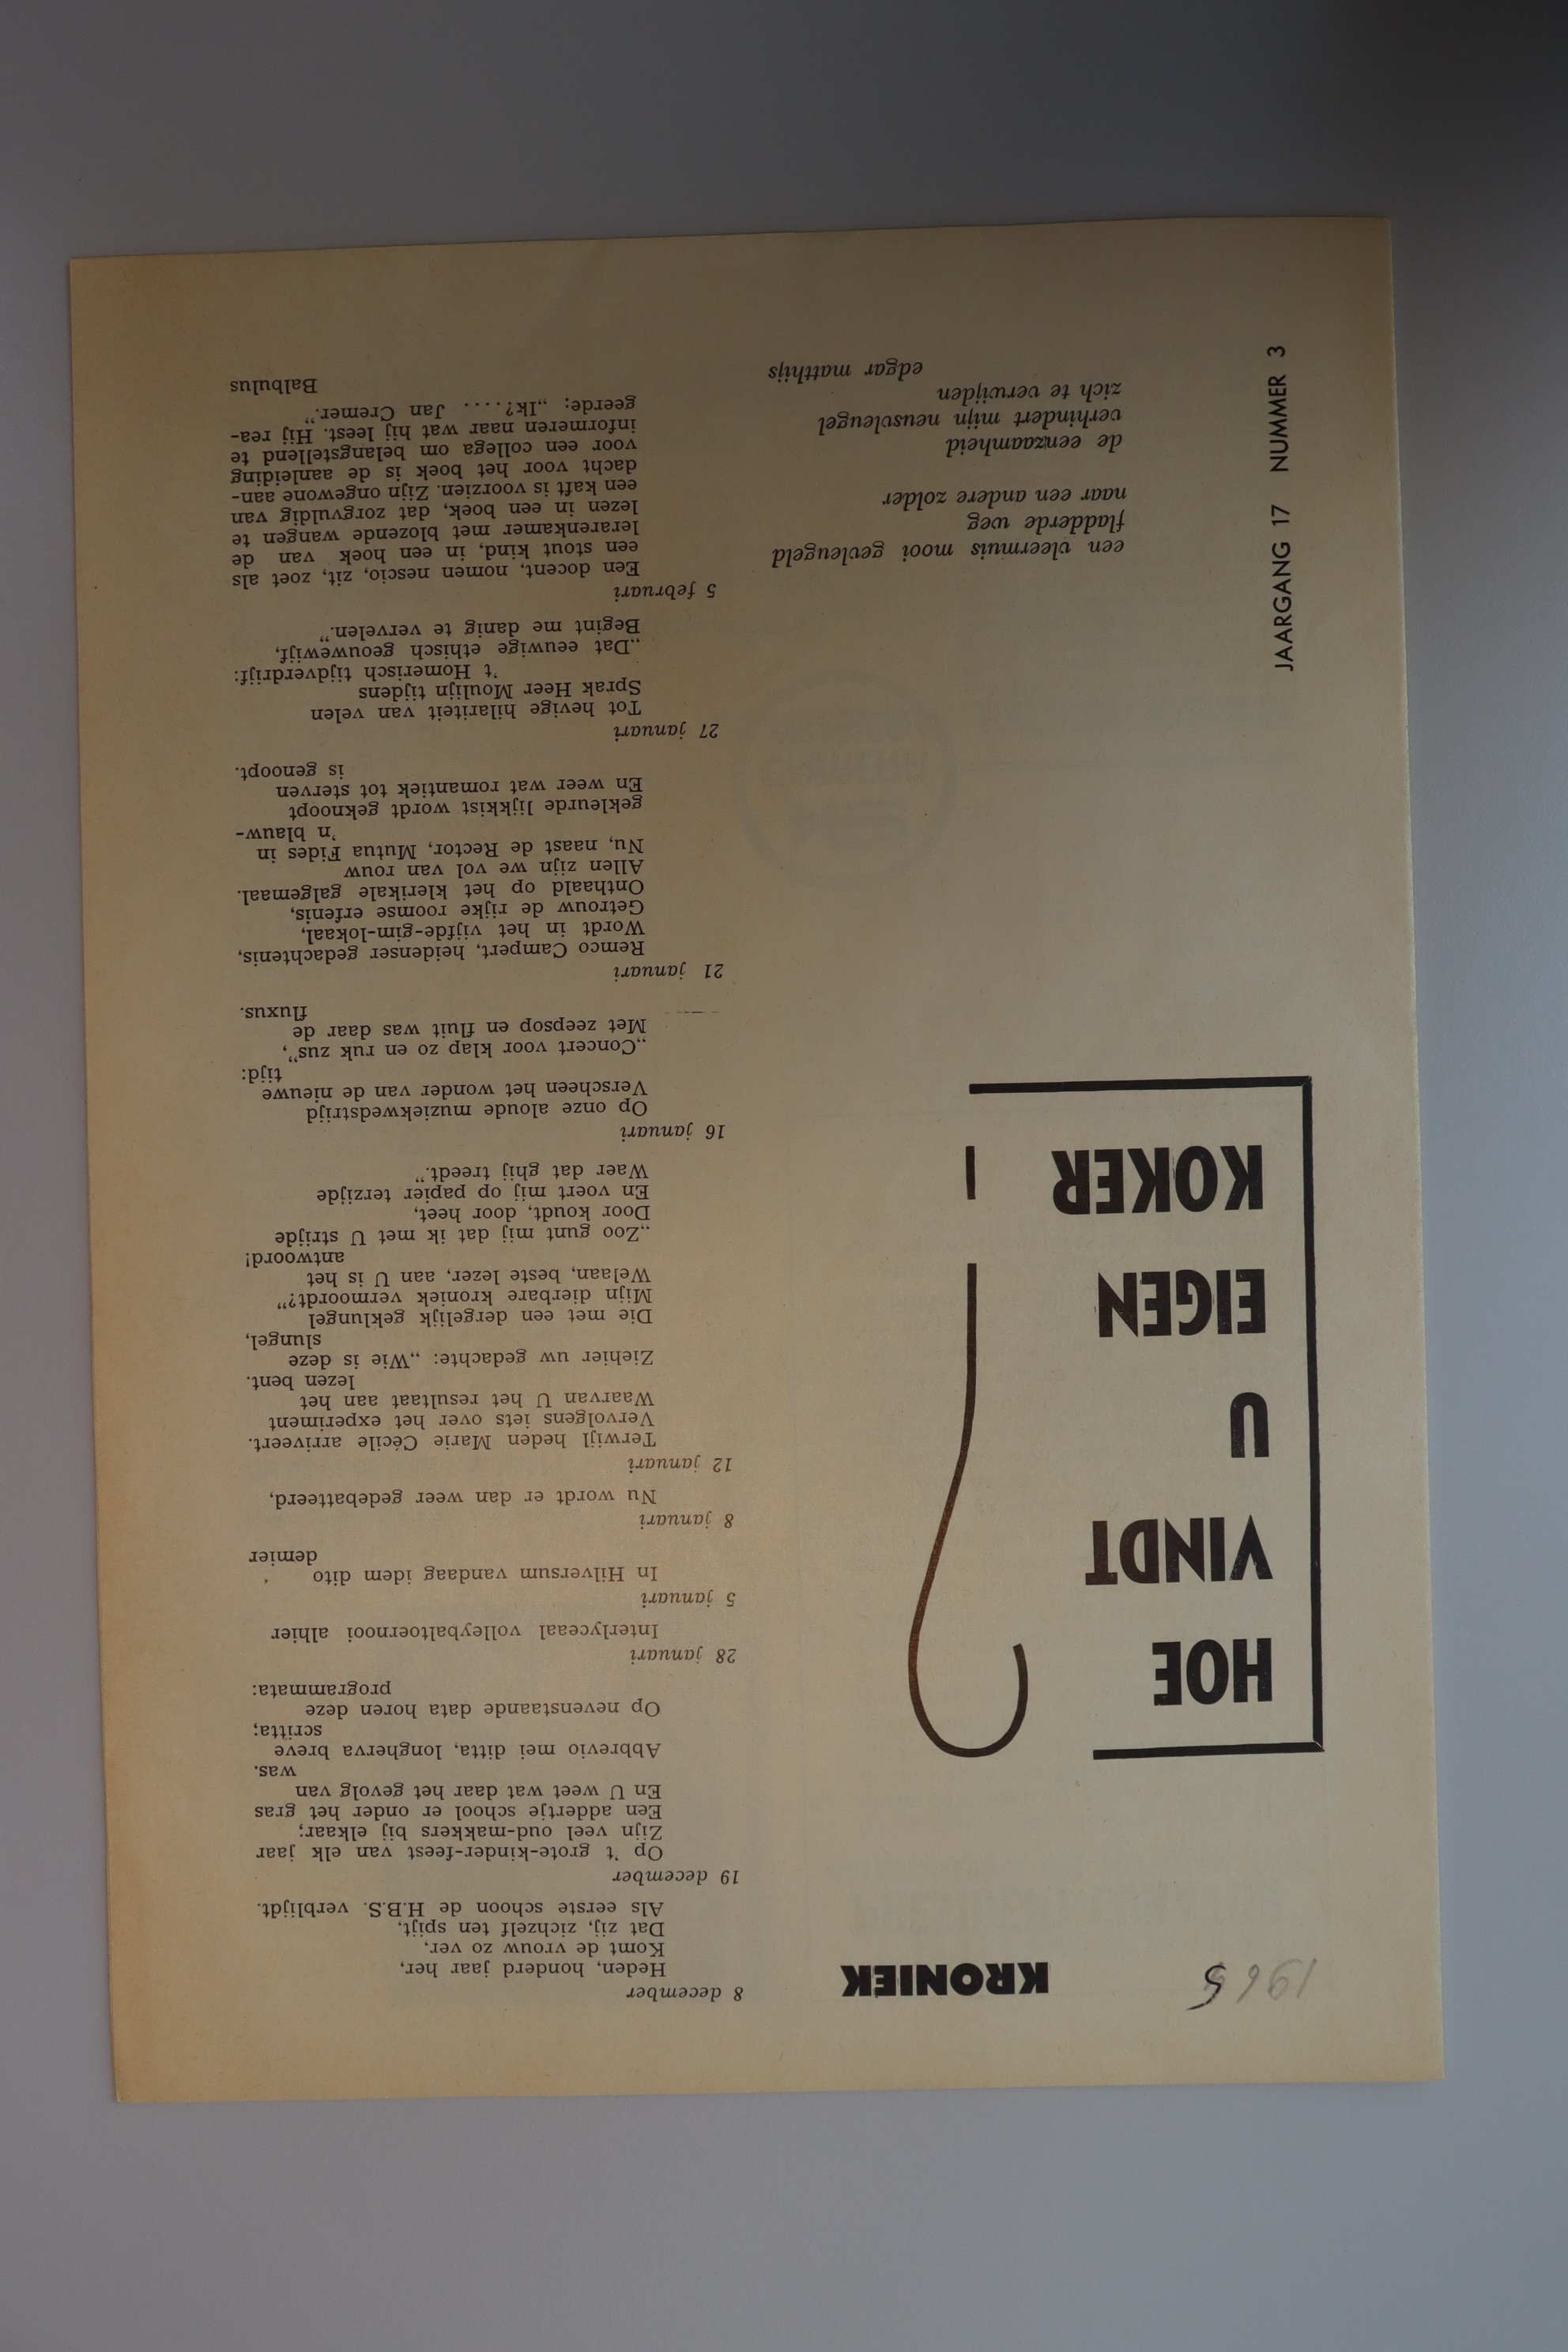 1965
HOE
VINDT
U
EIGEN
KOKER
JAARGANG 17 NUMMER 3
een vleermuis mooi gevleugeld
fladderde weg
naar een andere zolder
de eenzaamheid
verhindert mijn neusvleugel
zich te verwijden
edgar matthijs
KRONIEK
8 december
Heden, honderd jaar her,
Komt de vrouw zo ver,
Dat zij, zichzelf ten spijt,
Als eerste schoon de H.B.S. verblijdt.
19 december
Op 't grote-kinder-feest van elk jaar
Zijn veel oud-makkers bij elkaar;
Een addertje school er onder het gras
En U weet wat daar het gevolg van
was.
Abbrevio mei ditta, longherva breve
scritta;
Op nevenstaande data horen deze
programmata:
28 januari
Interlyceaal volleybaltoernooi alhier
5 januari
In Hilversum vandaag idem dito
demier
8 januari
Nu wordt er dan weer gedebatteerd,
12 januari
Terwijl heden Marie Cécile arriveert.
Vervolgens iets over het experiment
Waarvan U het resultaat aan het
lezen bent.
Ziehier uw gedachte: „Wie is deze
slungel,
Die met een dergelijk geklungel
Mijn dierbare kroniek vermoordt?”
Welaan, beste lezer, aan U is het
antwoord!
„Zoo gunt mij dat ik met U strijde
Door koudt, door heet,
En voert mij op papier terzijde
Waer dat ghij treedt.”
16 januari
Op onze aloude muziekwedstrijd
Verscheen het wonder van de nieuwe
tijd:
„Concert voor klap zo en ruk zus”,
Met zeepsop en fluit was daar de
fluxus.
21 januari
Remco Campert, heidenser gedachtenis,
Wordt in het vijfde-gim-lokaal,
Getrouw de rijke roomse erfenis,
Onthaald op het klerikale galgemaal.
Allen zijn we vol van rouw
Nu, naast de Rector, Mutua Fides in
'n blauw-
gekleurde lijkkist wordt geknoopt
En weer wat romantiek tot sterven
is genoopt.
27 januari
Tot hevige hilariteit van velen
Sprak Heer Moulijn tijdens
't Homerisch tijdverdrijf:
„Dat eeuwige ethisch geouwewijf,
Begint me danig te vervelen.”
5 februari
Een docent, nomen nescio, zit, zoet als
een stout kind, in een hoek van de
lerarenkamer met blozende wangen te
lezen in een boek, dat zorgvuldig van
een kaft is voorzien. Zijn ongewone aan-
dacht voor het boek is de aanleiding
voor een collega om belangstellend te
informeren naar wat hij leest. Hij rea-
geerde: „Ik?.... Jan Cremer.”
Balbulus